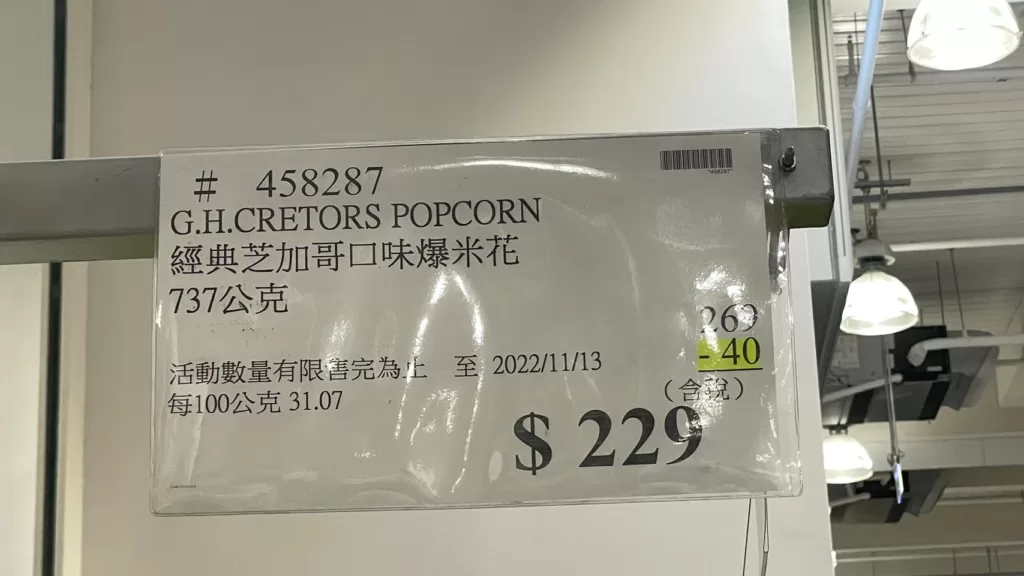 # 458287
*458287*
G.H.CRETORS POPCORN
經典芝加哥口味爆米花
737公克
269
- 40
活動數量有限售完為止 至 2022/11/13
(含稅)
每100公克 31.07
$ 229